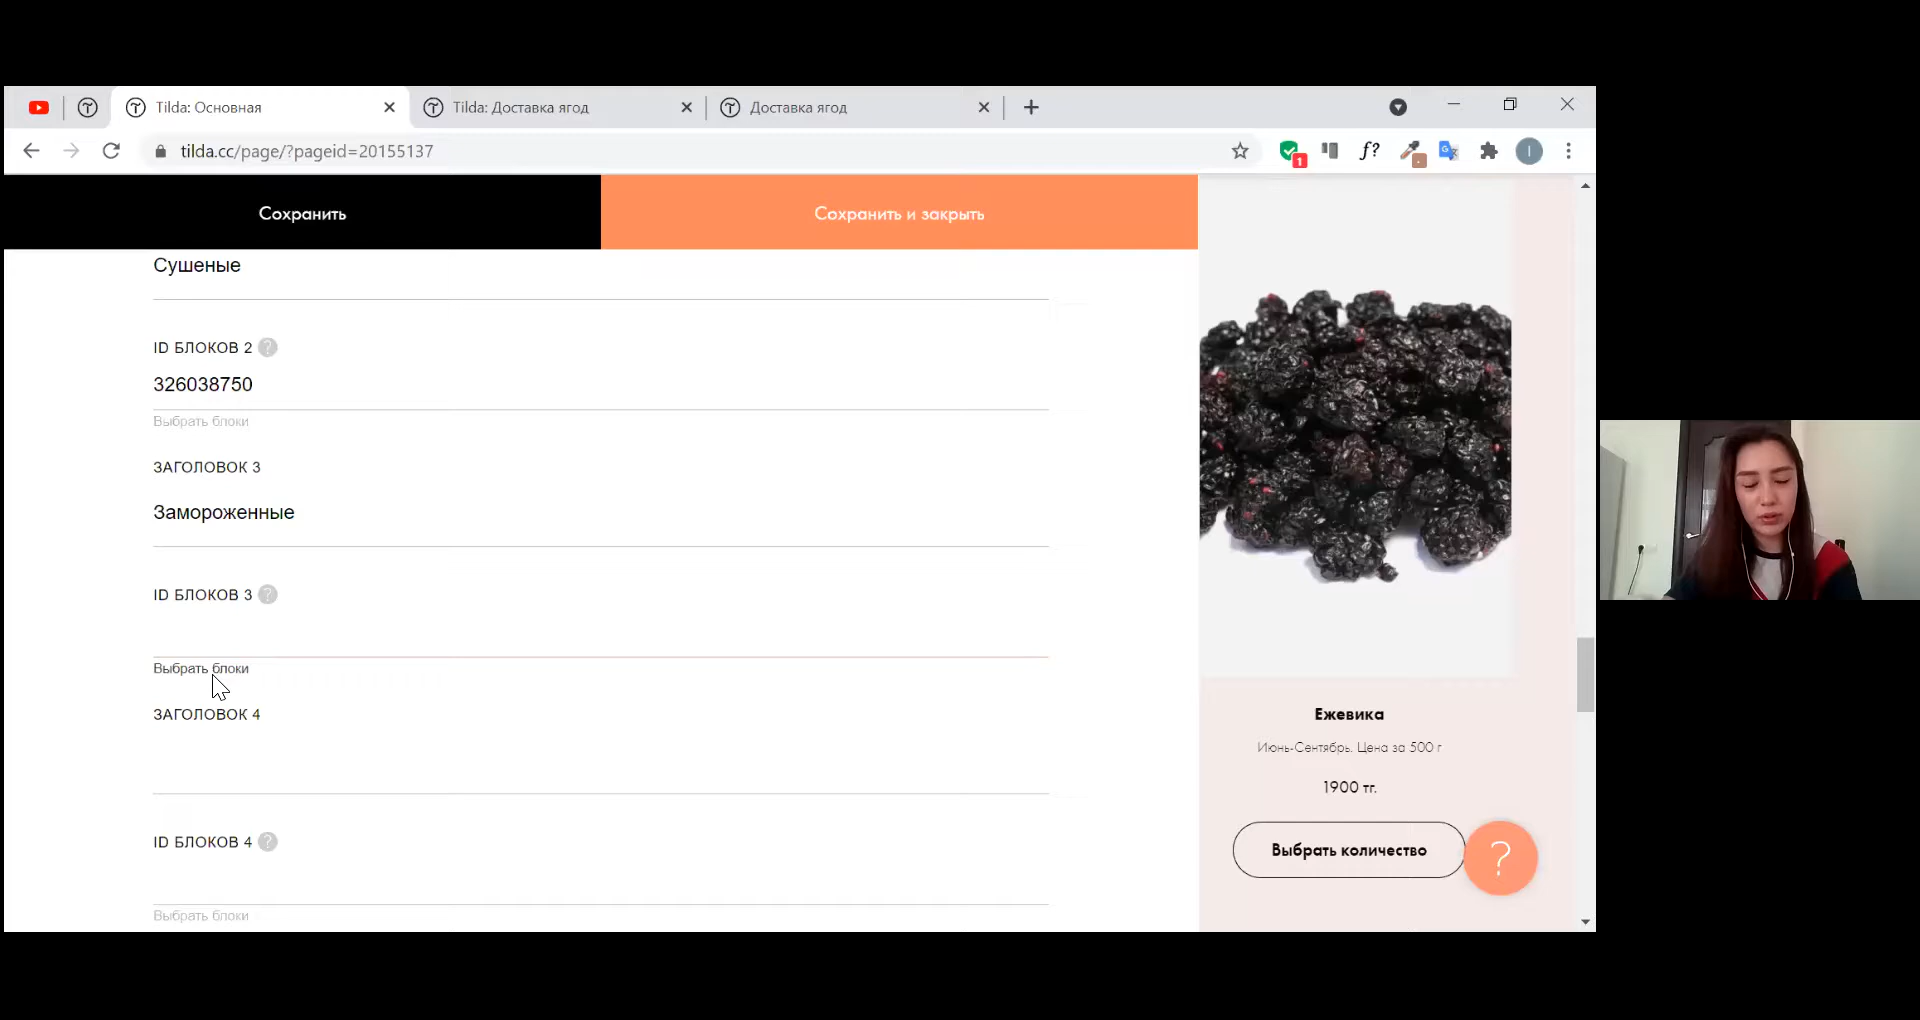 Tilda: Основная
Tilda: Доставка ягод
Доставка ягод
tilda.cc/page/?pageid=20155137
1
f?
I
Сохранить
Сохранить и закрыть
Сушеные
ID БЛОКОВ 2 ?
326038750
Выбрать блоки
ЗАГОЛОВОК 3
Замороженные
ID БЛОКОВ 3 ?
Выбрать блоки
ЗАГОЛОВОК 4
ID БЛОКОВ 4 ?
Выбрать блоки
Ежевика
Июнь-Сентябрь. Цена за 500 г
1900 тг.
Выбрать количество
?